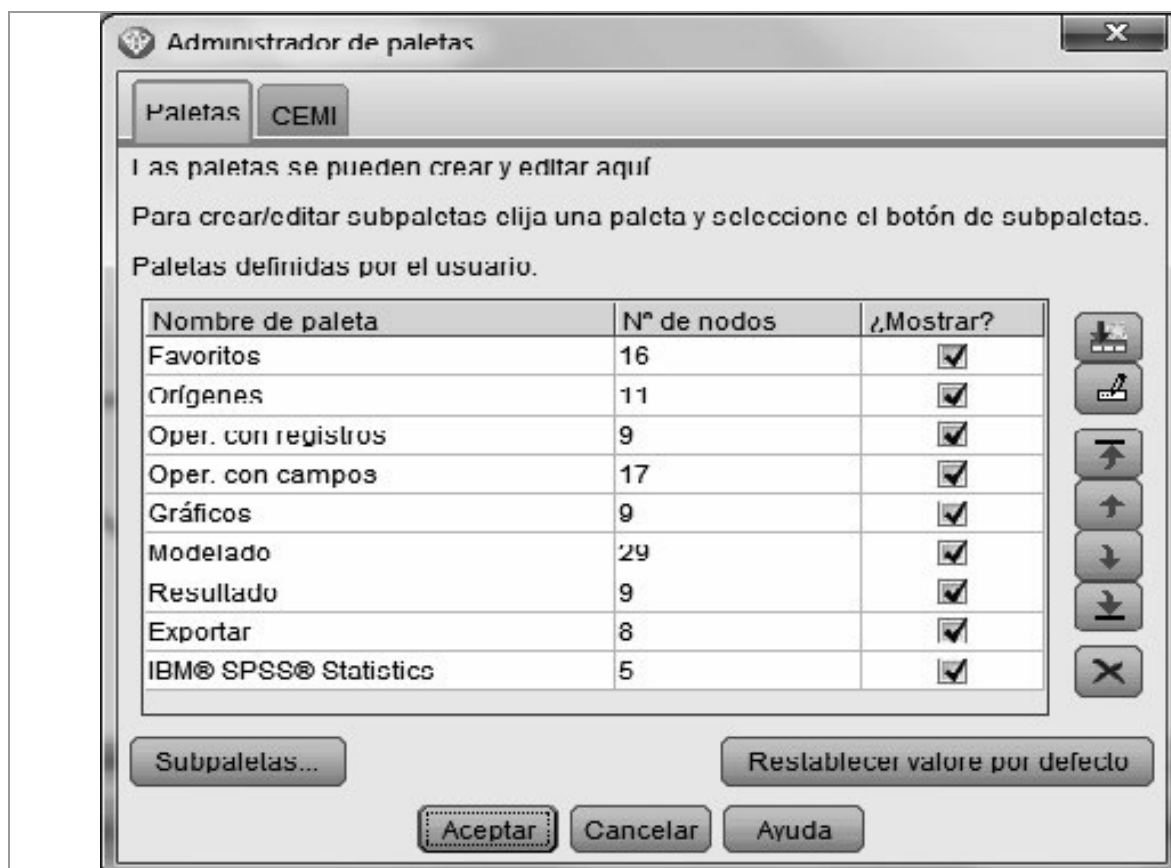 Administrador de paletas
Paletas CEMI
Las paletas se pueden crear y editar aquí
Para crear/editar subpaletas elija una paleta y seleccione el botón de subpaletas.
Paletas definidas por el usuario.
Nombre de paleta Nº de nodos ¿Mostrar?
Favoritos 16
Orígenes 11
Oper. con registros 9
Oper. con campos 17
Gráficos 9
Modelado 29
Resultado 9
Exportar 8
IBM® SPSS® Statistics 5
Subpaletas... Restablecer valore por defecto
Aceptar Cancelar Ayuda